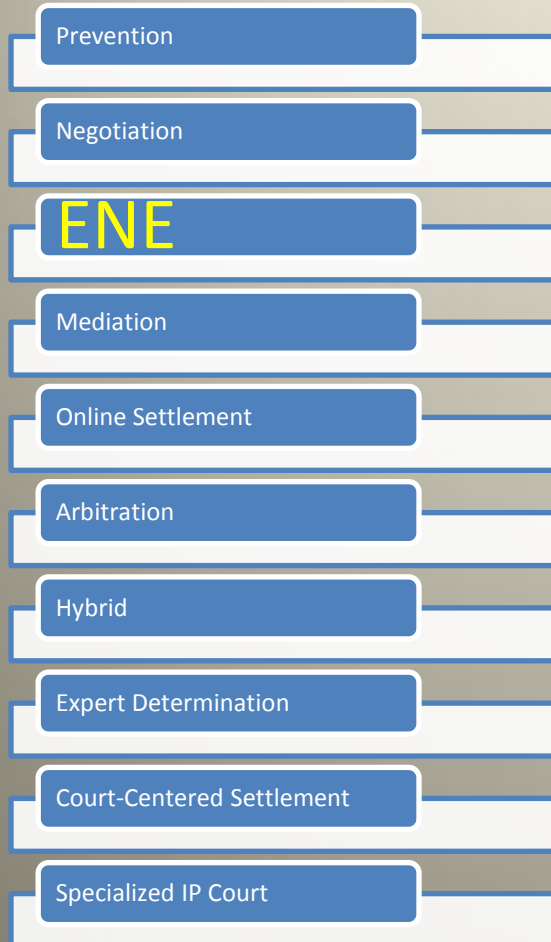 Prevention
Negotiation
ENE
Mediation
Online Settlement
Arbitration
Hybrid
Expert Determination
Court-Centered Settlement
Specialized IP Court